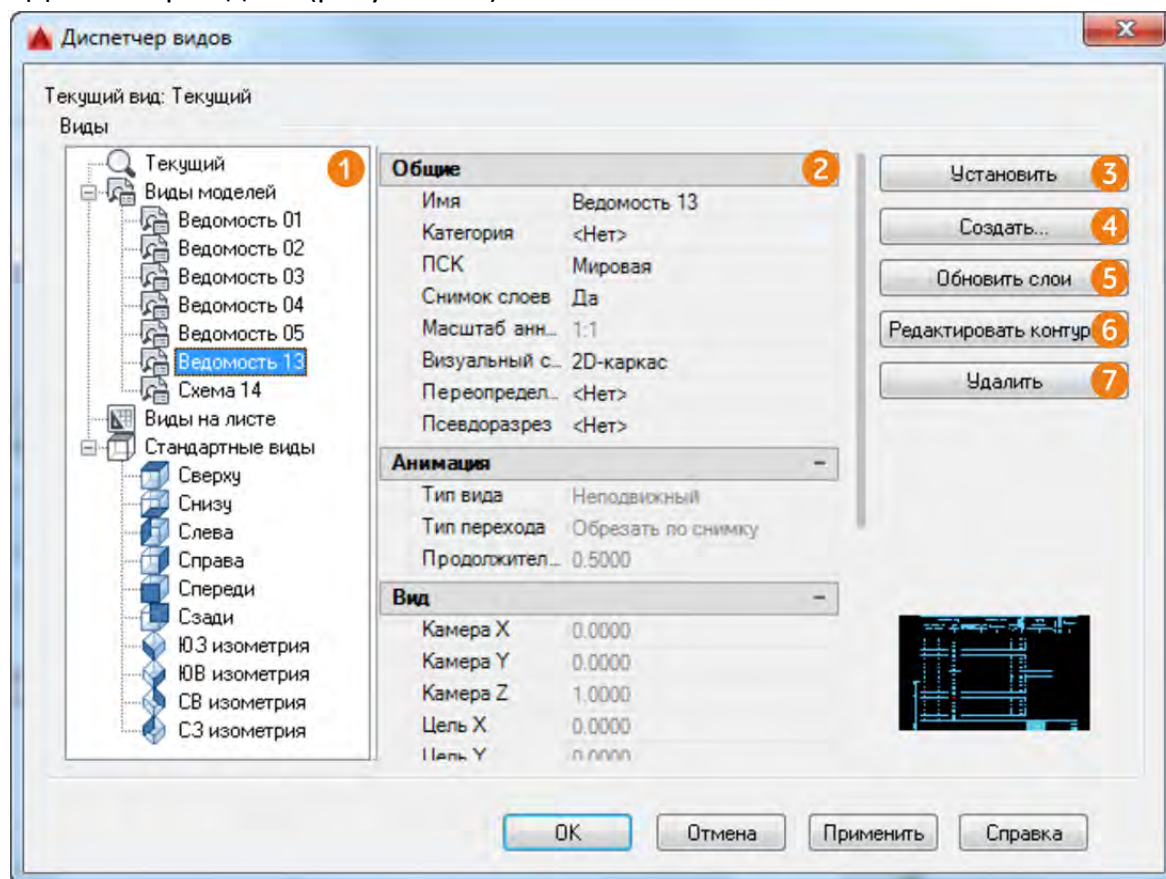 Диспетчер видов
Текущий вид: Текущий
Виды
Текущий
Виды моделей
Ведомость 01
Ведомость 02
Ведомость 03
Ведомость 04
Ведомость 05
Ведомость 13
Схема 14
Виды на листе
Стандартные виды
Сверху
Снизу
Слева
Справа
Спереди
Сзади
ЮЗ изометрия
ЮВ изометрия
СВ изометрия
СЗ изометрия
1
Общие 2
Имя Ведомость 13
Категория <Нет>
ПСК Мировая
Снимок слоев Да
Масштаб анн... 1:1
Визуальный с... 2D-каркас
Переопредел... <Нет>
Псевдоразрез <Нет>
Анимация –
Тип вида Неподвижный
Тип перехода Обрезать по снимку
Продолжител... 0.5000
Вид –
Камера X 0.0000
Камера Y 0.0000
Камера Z 1.0000
Цель X 0.0000
Цель Y 0.0000
Установить 3
Создать... 4
Обновить слои 5
Редактировать контур 6
Удалить 7
OK Отмена Применить Справка